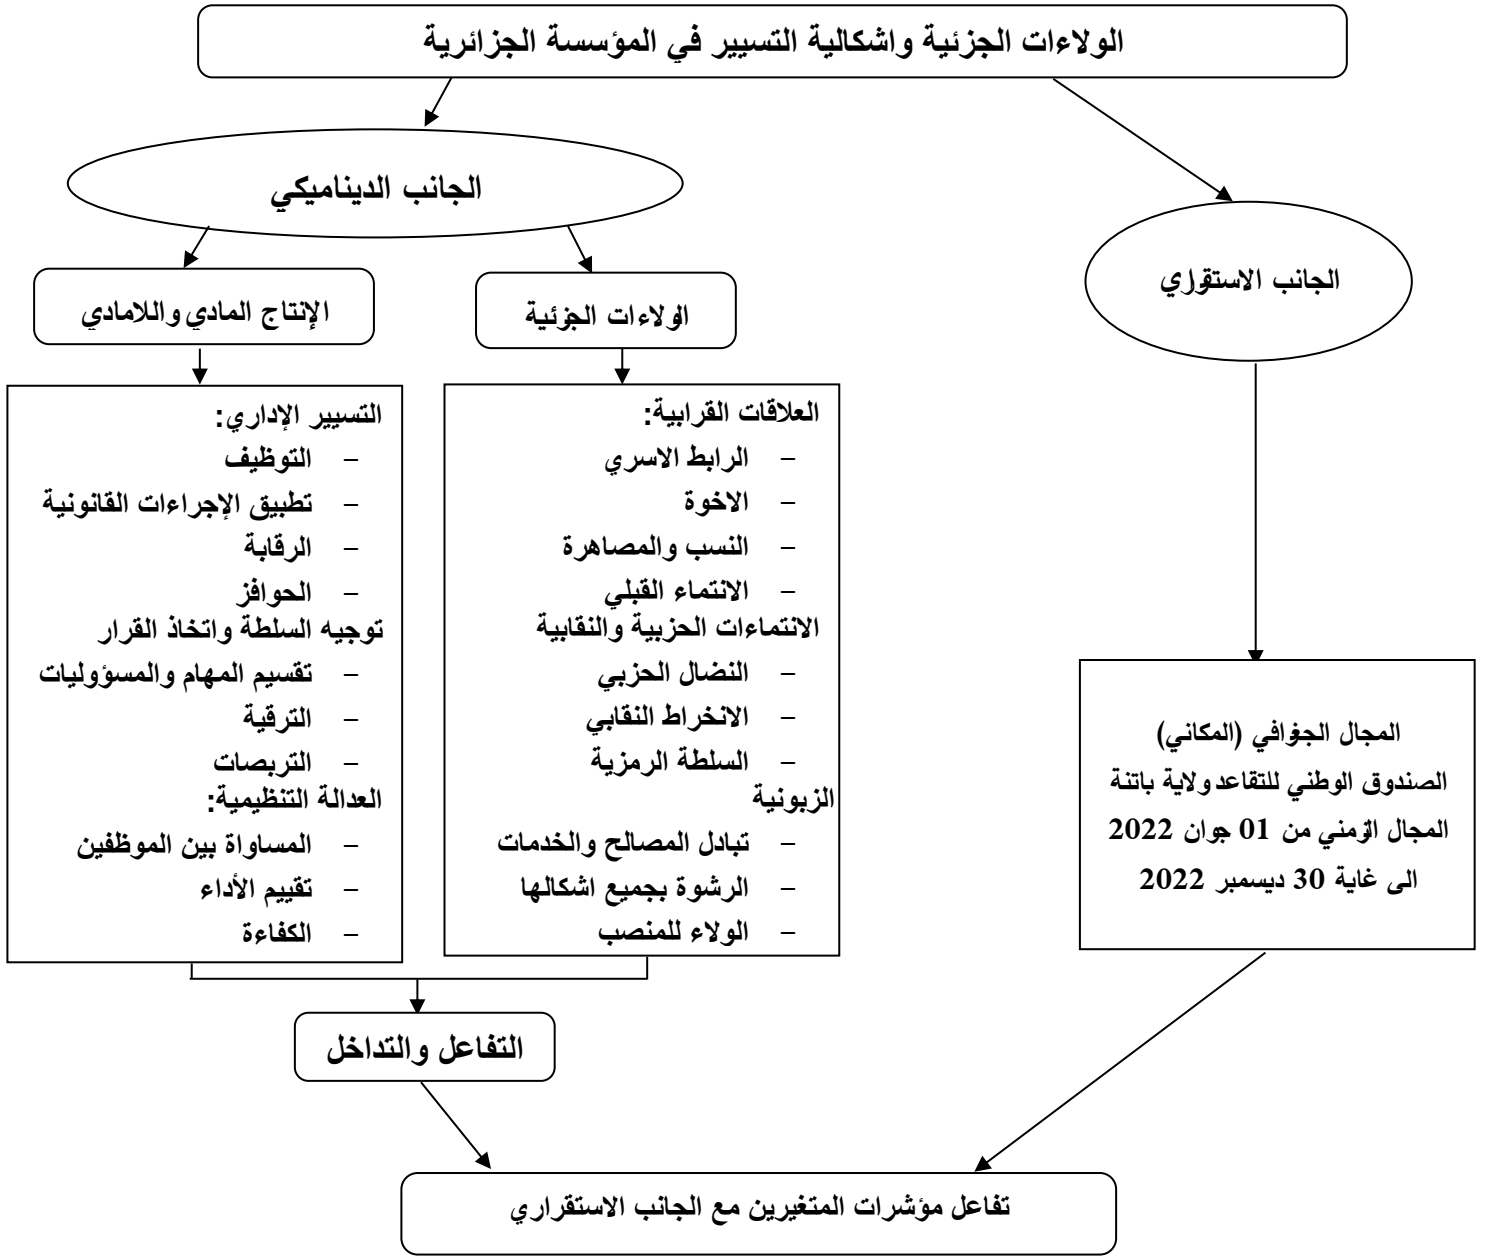 الولاءات الجزئية واشكالية التسيير في المؤسسة الجزائرية
الجانب الاستقراري
الجانب الديناميكي
الولاءات الجزئية
الإنتاج المادي واللامادي
العلاقات القرابية:
– الرابط الاسري
– الاخوة
– النسب والمصاهرة
– الانتماء القبلي
الانتماءات الحزبية والنقابية
– النضال الحزبي
– الانخراط النقابي
– السلطة الرمزية
الزبونية
– تبادل المصالح والخدمات
– الرشوة بجميع اشكالها
– الولاء للمنصب
التسيير الإداري:
– التوظيف
– تطبيق الإجراءات القانونية
– الرقابة
– الحوافز
توجيه السلطة واتخاذ القرار
– تقسيم المهام والمسؤوليات
– الترقية
– التربصات
العدالة التنظيمية:
– المساواة بين الموظفين
– تقييم الأداء
– الكفاءة
المجال الجغرافي (المكاني)
الصندوق الوطني للتقاعد ولاية باتنة
المجال الزمني من 01 جوان 2022
الى غاية 30 ديسمبر 2022
التفاعل والتداخل
تفاعل مؤشرات المتغيرين مع الجانب الاستقراري